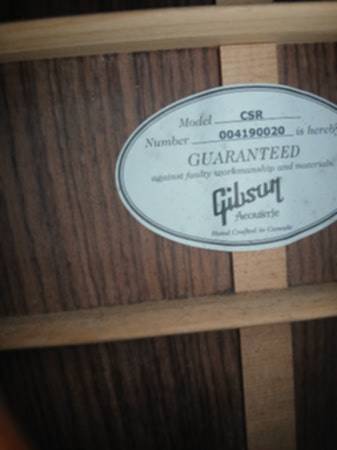 Model CSR
Number 004190020 is hereby
GUARANTEED
against faulty workmanship and materials.
Gibson
Acoustic
Hand Crafted in Canada